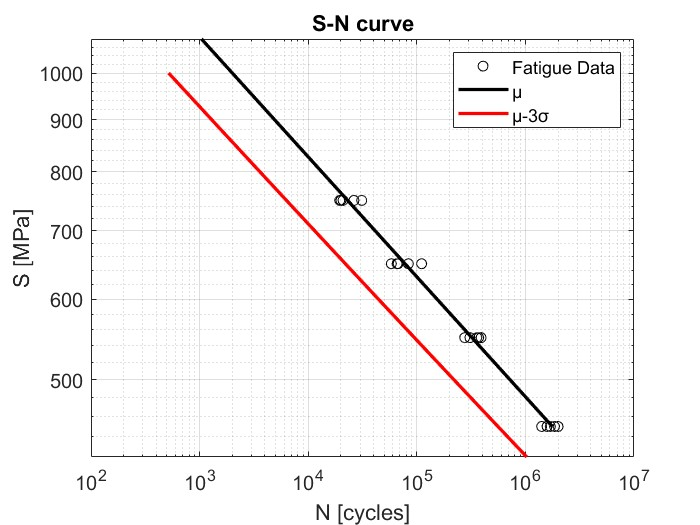 S-N curve
Fatigue Data
μ
μ-3σ
S [MPa]
1000
900
800
700
600
500
10²
10³
10⁴
10⁵
10⁶
10⁷
N [cycles]